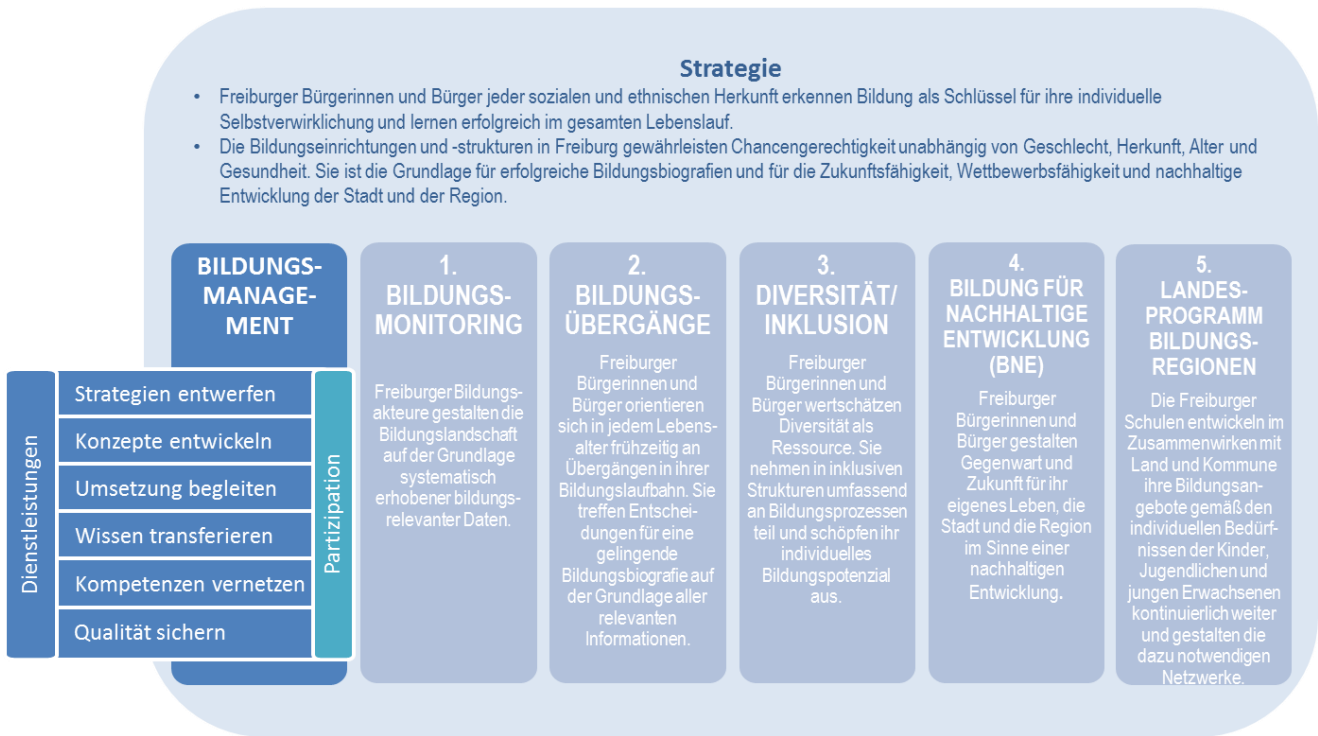 Strategie
• Freiburger Bürgerinnen und Bürger jeder sozialen und ethnischen Herkunft erkennen Bildung als Schlüssel für ihre individuelle
Selbstverwirklichung und lernen erfolgreich im gesamten Lebenslauf.
• Die Bildungseinrichtungen und -strukturen in Freiburg gewährleisten Chancengerechtigkeit unabhängig von Geschlecht, Herkunft, Alter und
Gesundheit. Sie ist die Grundlage für erfolgreiche Bildungsbiografien und für die Zukunftsfähigkeit, Wettbewerbsfähigkeit und nachhaltige
Entwicklung der Stadt und der Region.
BILDUNGS-
MANAGE-
MENT
Dienstleistungen
Strategien entwerfen
Konzepte entwickeln
Umsetzung begleiten
Wissen transferieren
Kompetenzen vernetzen
Qualität sichern
Partizipation
1.
BILDUNGS-
MONITORING
Freiburger Bildungs-
akteure gestalten die
Bildungslandschaft
auf der Grundlage
systematisch
erhobener bildungs-
relevanter Daten.
2.
BILDUNGS-
ÜBERGÄNGE
Freiburger
Bürgerinnen und
Bürger orientieren
sich in jedem Lebens-
alter frühzeitig an
Übergängen in ihrer
Bildungslaufbahn. Sie
treffen Entschei-
dungen für eine
gelingende
Bildungsbiografie auf
der Grundlage aller
relevanten
Informationen.
3.
DIVERSITÄT/
INKLUSION
Freiburger
Bürgerinnen und
Bürger wertschätzen
Diversität als
Ressource. Sie
nehmen in inklusiven
Strukturen umfassend
an Bildungsprozessen
teil und schöpfen ihr
individuelles
Bildungspotenzial
aus.
4.
BILDUNG FÜR
NACHHALTIGE
ENTWICKLUNG
(BNE)
Freiburger
Bürgerinnen und
Bürger gestalten
Gegenwart und
Zukunft für ihr
eigenes Leben, die
Stadt und die Region
im Sinne einer
nachhaltigen
Entwicklung.
5.
LANDES-
PROGRAMM
BILDUNGS-
REGIONEN
Die Freiburger
Schulen entwickeln im
Zusammenwirken mit
Land und Kommune
ihre Bildungsan-
gebote gemäß den
individuellen Bedürf-
nissen der Kinder,
Jugendlichen und
jungen Erwachsenen
kontinuierlich weiter
und gestalten die
dazu notwendigen
Netzwerke.